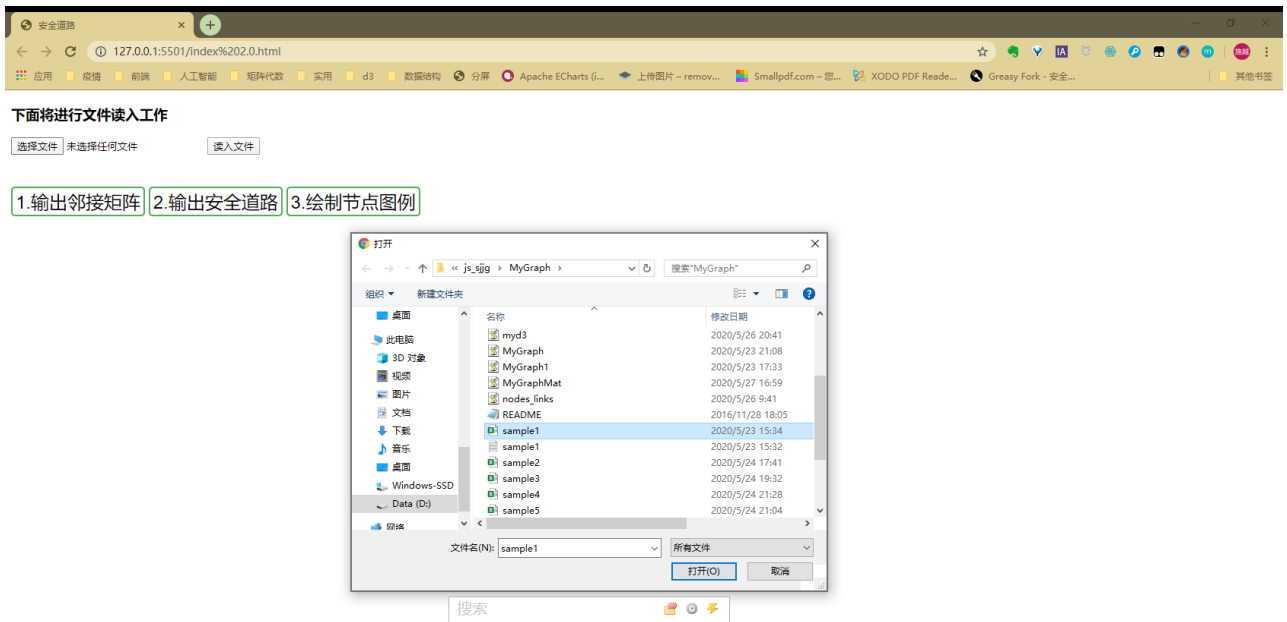 安全道路
127.0.0.1:5501/index%202.0.html
应用 疫情 前端 人工智能 矩阵代数 实用 d3 数据结构 分屏 Apache ECharts (i... 上传图片 – remov... Smallpdf.com – 您... XODO PDF Reade... Greasy Fork - 安全... 其他书签
下面将进行文件读入工作
选择文件 未选择任何文件 读入文件
1.输出邻接矩阵 2.输出安全道路 3.绘制节点图例
打开
« js_sjjg › MyGraph › 搜索"MyGraph"
组织 新建文件夹
桌面 名称 修改日期
myd3 2020/5/26 20:41
此电脑 MyGraph 2020/5/23 21:08
3D 对象 MyGraph1 2020/5/23 17:33
视频 MyGraphMat 2020/5/27 16:59
图片 nodes_links 2020/5/26 9:41
文档 README 2016/11/28 18:05
下载 sample1 2020/5/23 15:34
音乐 sample1 2020/5/23 15:32
桌面 sample2 2020/5/24 17:41
Windows-SSD sample3 2020/5/24 19:32
Data (D:) sample4 2020/5/24 21:28
网络 sample5 2020/5/24 21:04
文件名(N): sample1 所有文件
打开(O) 取消
搜索